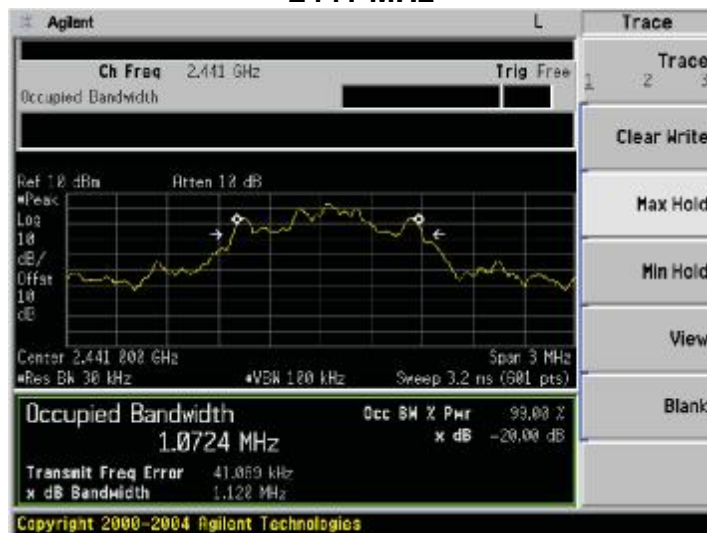 Agilent L Trace
Ch Freq 2.441 GHz Trig Free
Occupied Bandwidth
Trace
1 2 3
Clear Write
Max Hold
Min Hold
View
Blank
Ref 10 dBm Atten 10 dB
#Peak
Log
10
dB/
Offst
10
dB
Center 2.441 000 GHz Span 3 MHz
#Res BW 30 kHz #VBW 100 kHz Sweep 3.2 ms (601 pts)
Occupied Bandwidth Occ BW % Pwr 99.00 %
1.0724 MHz x dB -20.00 dB
Transmit Freq Error 41.069 kHz
x dB Bandwidth
Copyright 2000-2004 Agilent Technologies